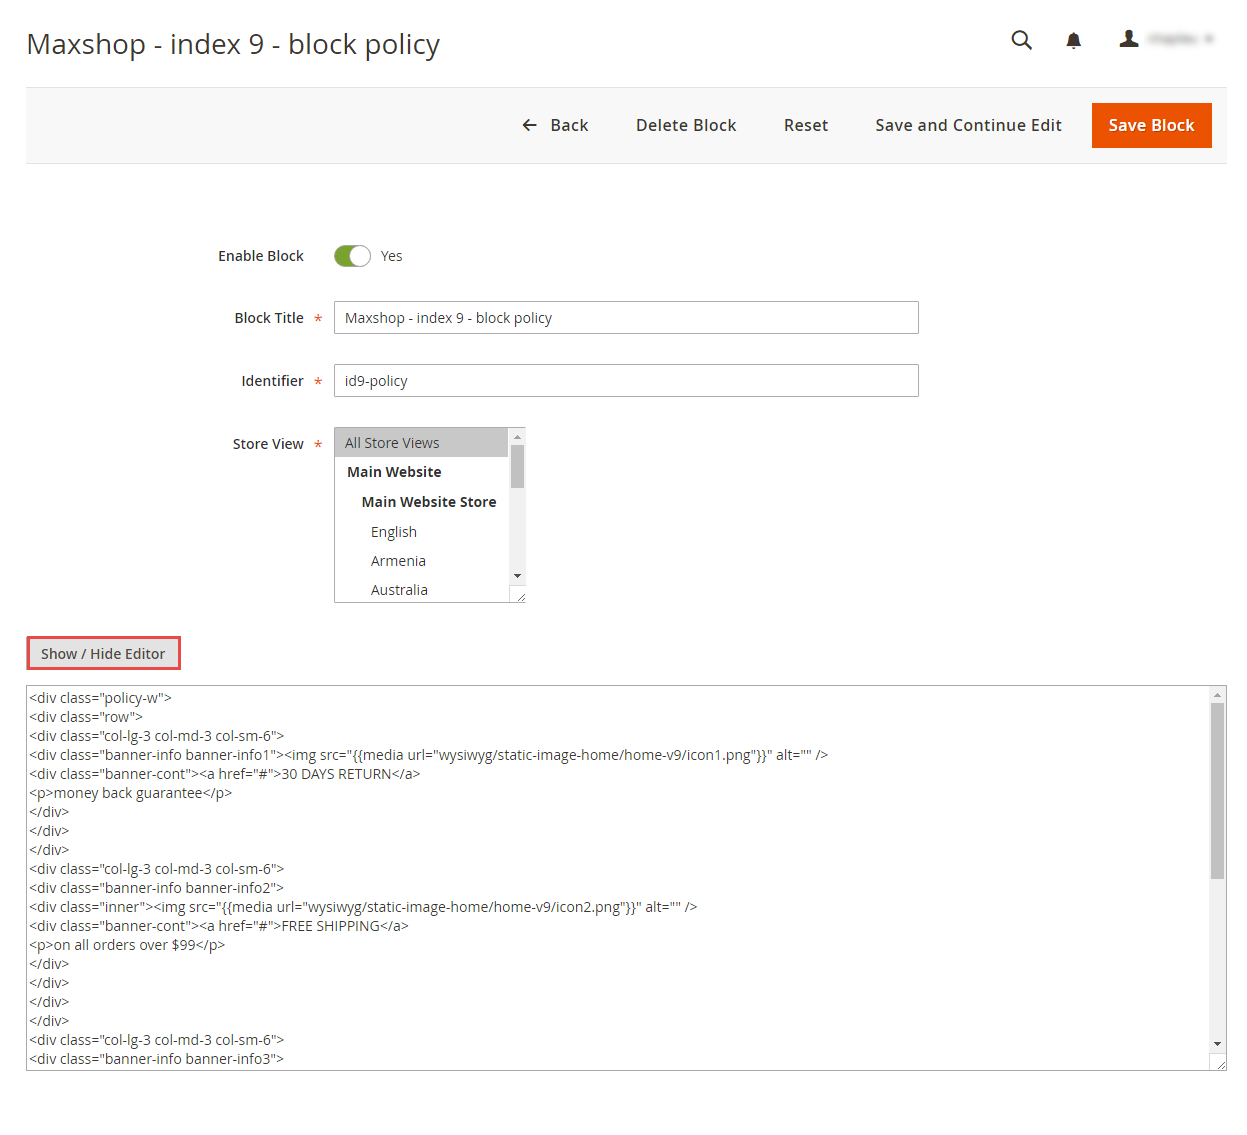 Maxshop - index 9 - block policy
← Back Delete Block Reset Save and Continue Edit Save Block
Enable Block Yes
Block Title * Maxshop - index 9 - block policy
Identifier * id9-policy
Store View * All Store Views
Main Website
Main Website Store
English
Armenia
Australia
Show / Hide Editor
<div class="policy-w">
<div class="row">
<div class="col-lg-3 col-md-3 col-sm-6">
<div class="banner-info banner-info1"><img src="{{media url="wysiwyg/static-image-home/home-v9/icon1.png"}}" alt="" />
<div class="banner-cont"><a href="#">30 DAYS RETURN</a>
<p>money back guarantee</p>
</div>
</div>
</div>
<div class="col-lg-3 col-md-3 col-sm-6">
<div class="banner-info banner-info2">
<div class="inner"><img src="{{media url="wysiwyg/static-image-home/home-v9/icon2.png"}}" alt="" />
<div class="banner-cont"><a href="#">FREE SHIPPING</a>
<p>on all orders over $99</p>
</div>
</div>
</div>
</div>
<div class="col-lg-3 col-md-3 col-sm-6">
<div class="banner-info banner-info3">